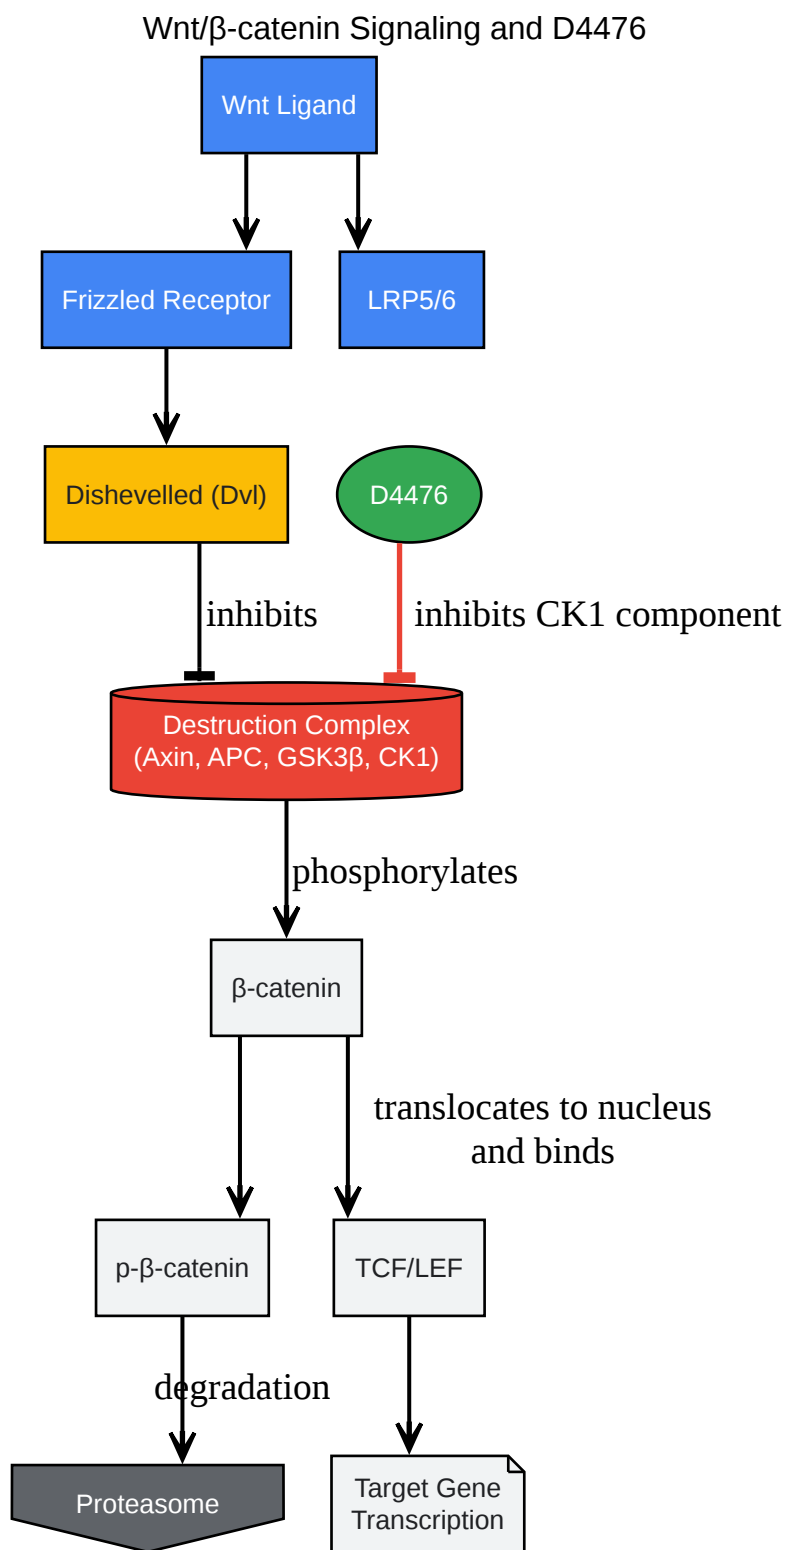 Wnt/β-catenin Signaling and D4476
Wnt Ligand
Frizzled Receptor
LRP5/6
Dishevelled (Dvl)
D4476
inhibits
inhibits CK1 component
Destruction Complex
(Axin, APC, GSK3β, CK1)
phosphorylates
β-catenin
translocates to nucleus
and binds
p-β-catenin
TCF/LEF
degradation
Proteasome
Target Gene
Transcription